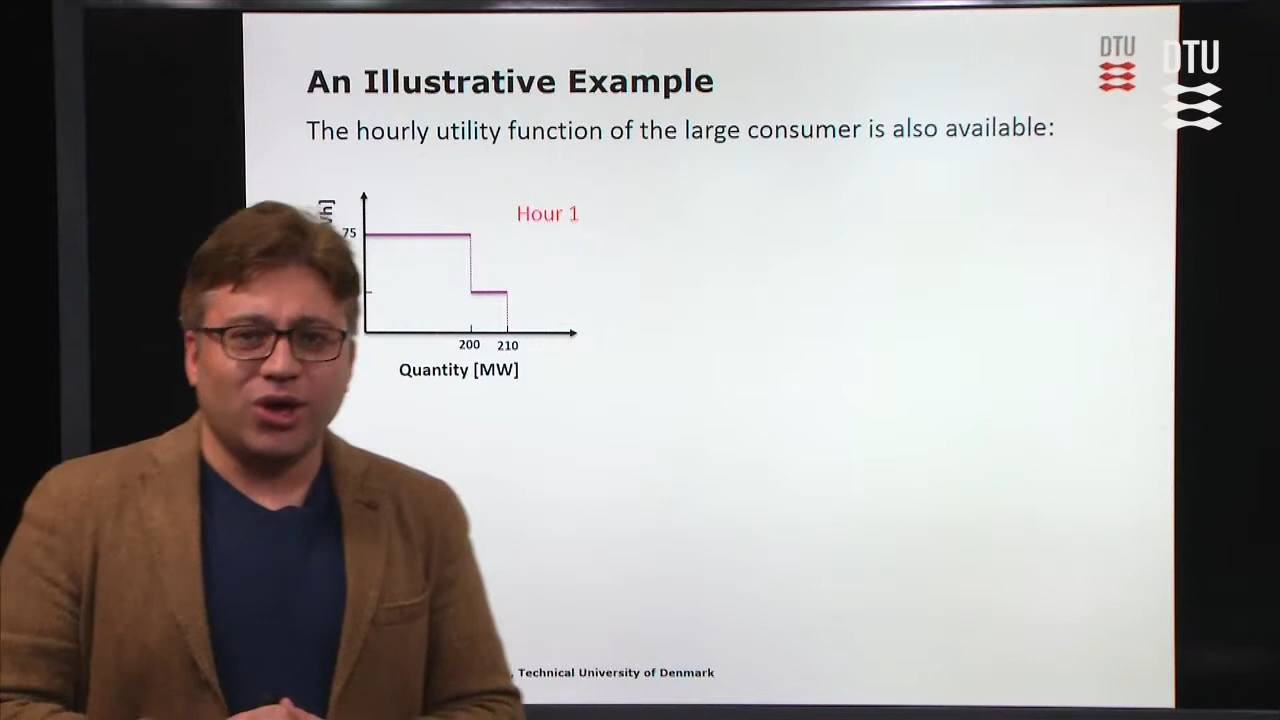 An Illustrative Example
DTU
DTU
The hourly utility function of the large consumer is also available:
Hour 1
75
200 210
Quantity [MW]
, Technical University of Denmark